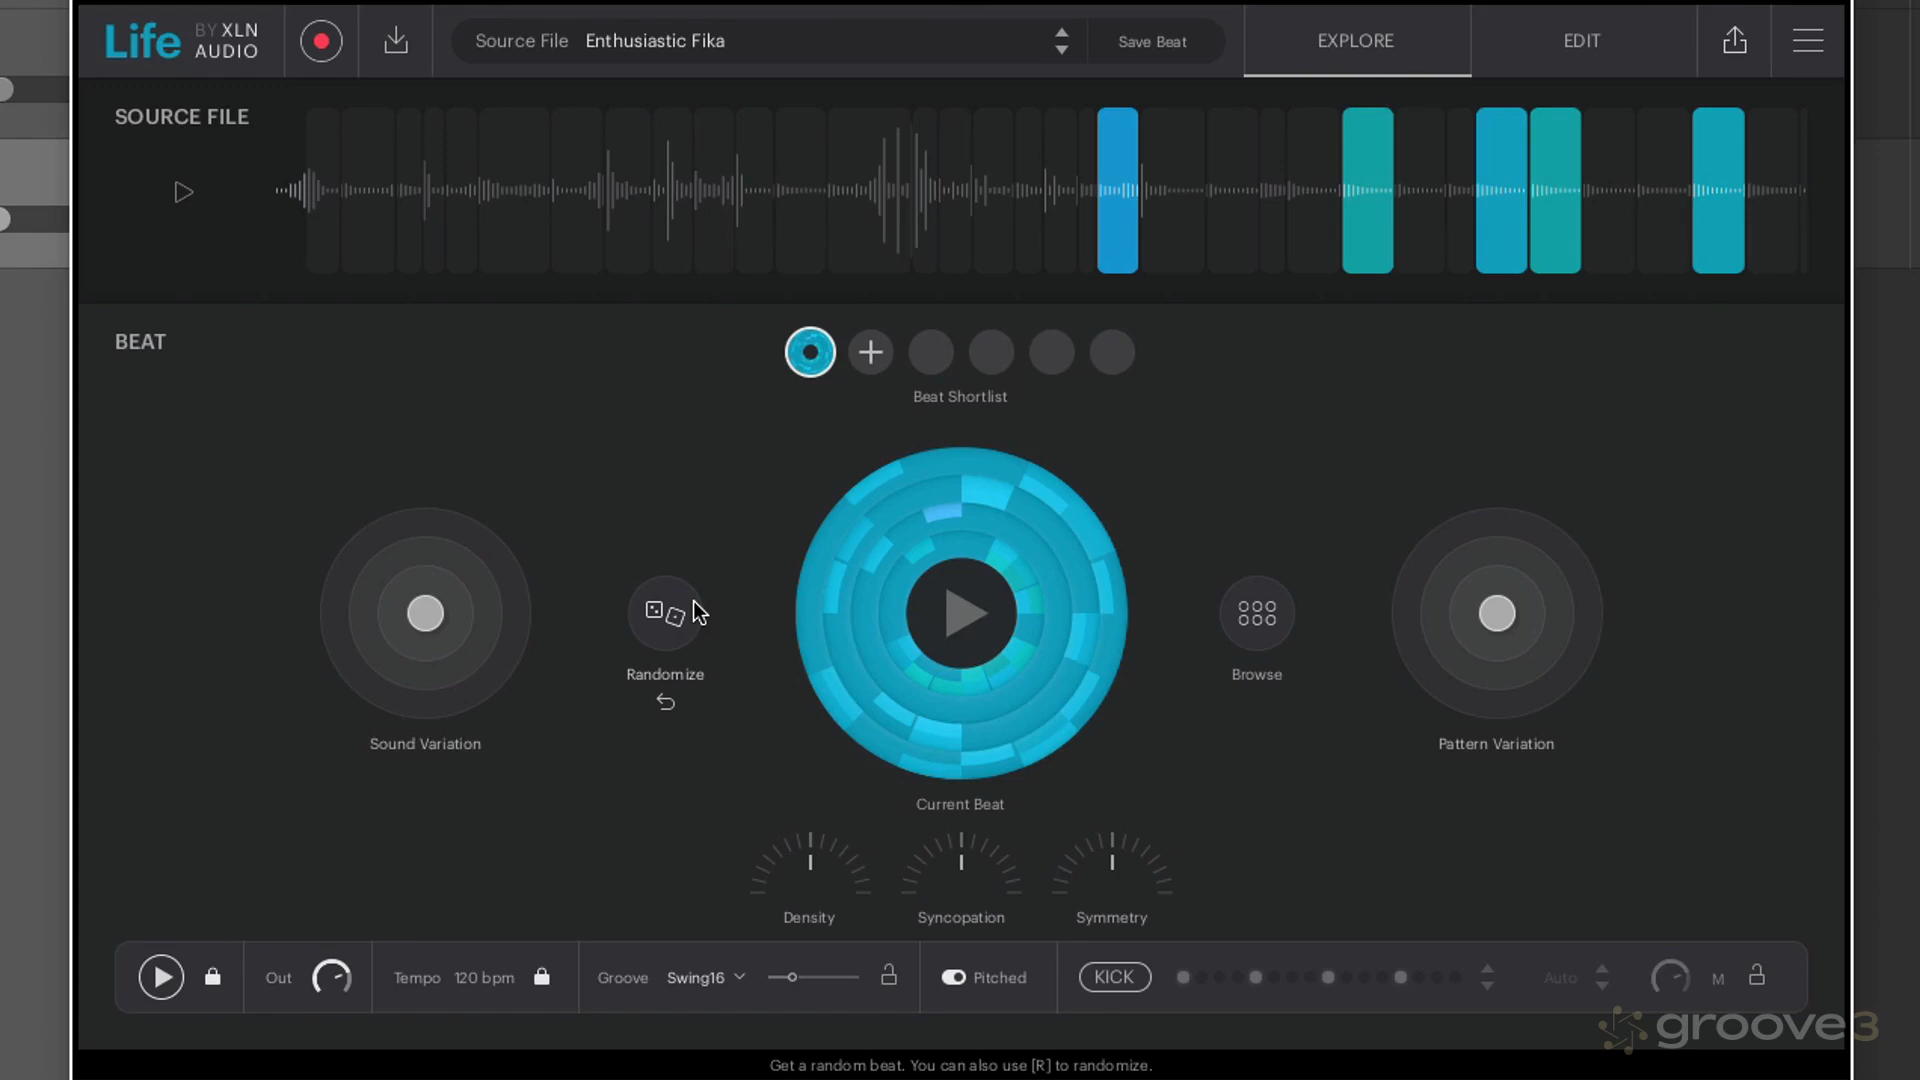 Life BY XLN AUDIO
Source File Enthusiastic Fika
Save Beat
EXPLORE
EDIT
SOURCE FILE
BEAT
Beat Shortlist
Randomize
Browse
Sound Variation
Pattern Variation
Current Beat
Density
Syncopation
Symmetry
Out
Tempo 120 bpm
Groove Swing16
Pitched
KICK
Auto
M
groove3
Get a random beat. You can also use [R] to randomize.